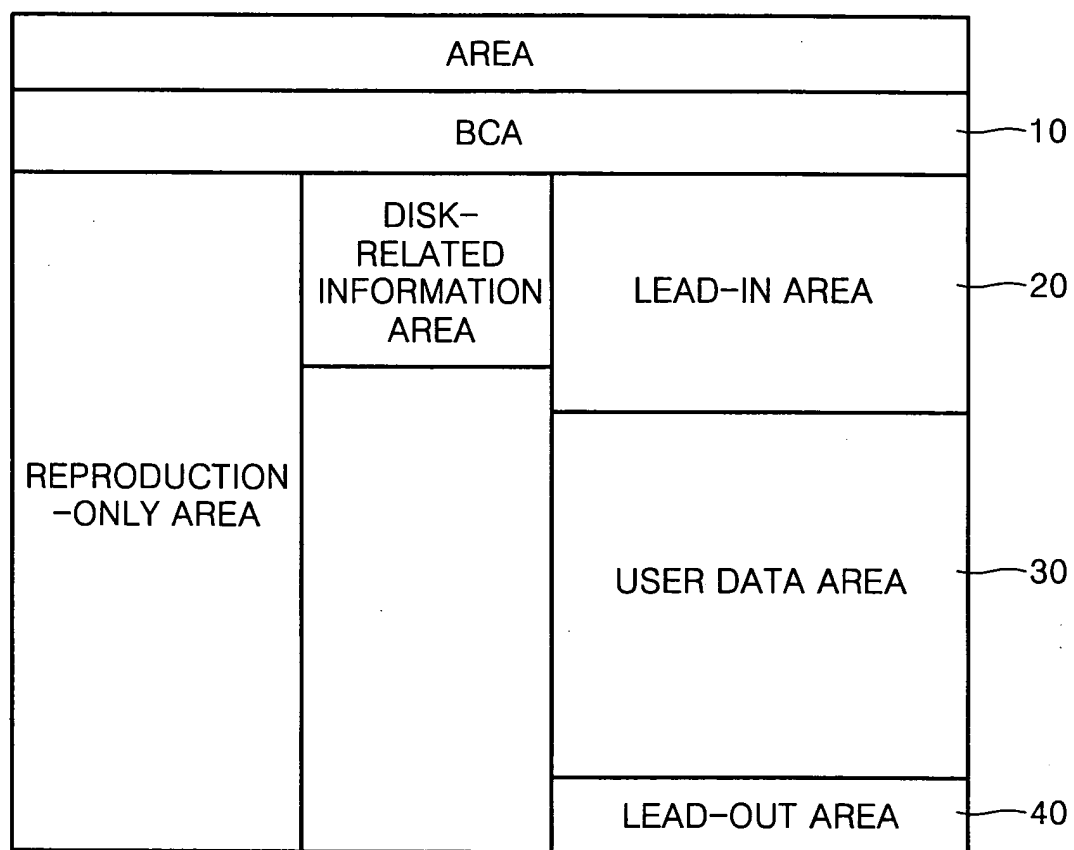 AREA
BCA
10
DISK-
RELATED
INFORMATION
AREA
LEAD-IN AREA
20
REPRODUCTION
-ONLY AREA
USER DATA AREA
30
LEAD-OUT AREA
40